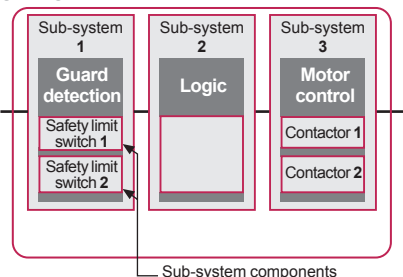 Sub-system
1
Guard
detection
Safety limit
switch 1
Safety limit
switch 2
Sub-system
2
Logic
Sub-system
3
Motor
control
Contactor 1
Contactor 2
Sub-system components